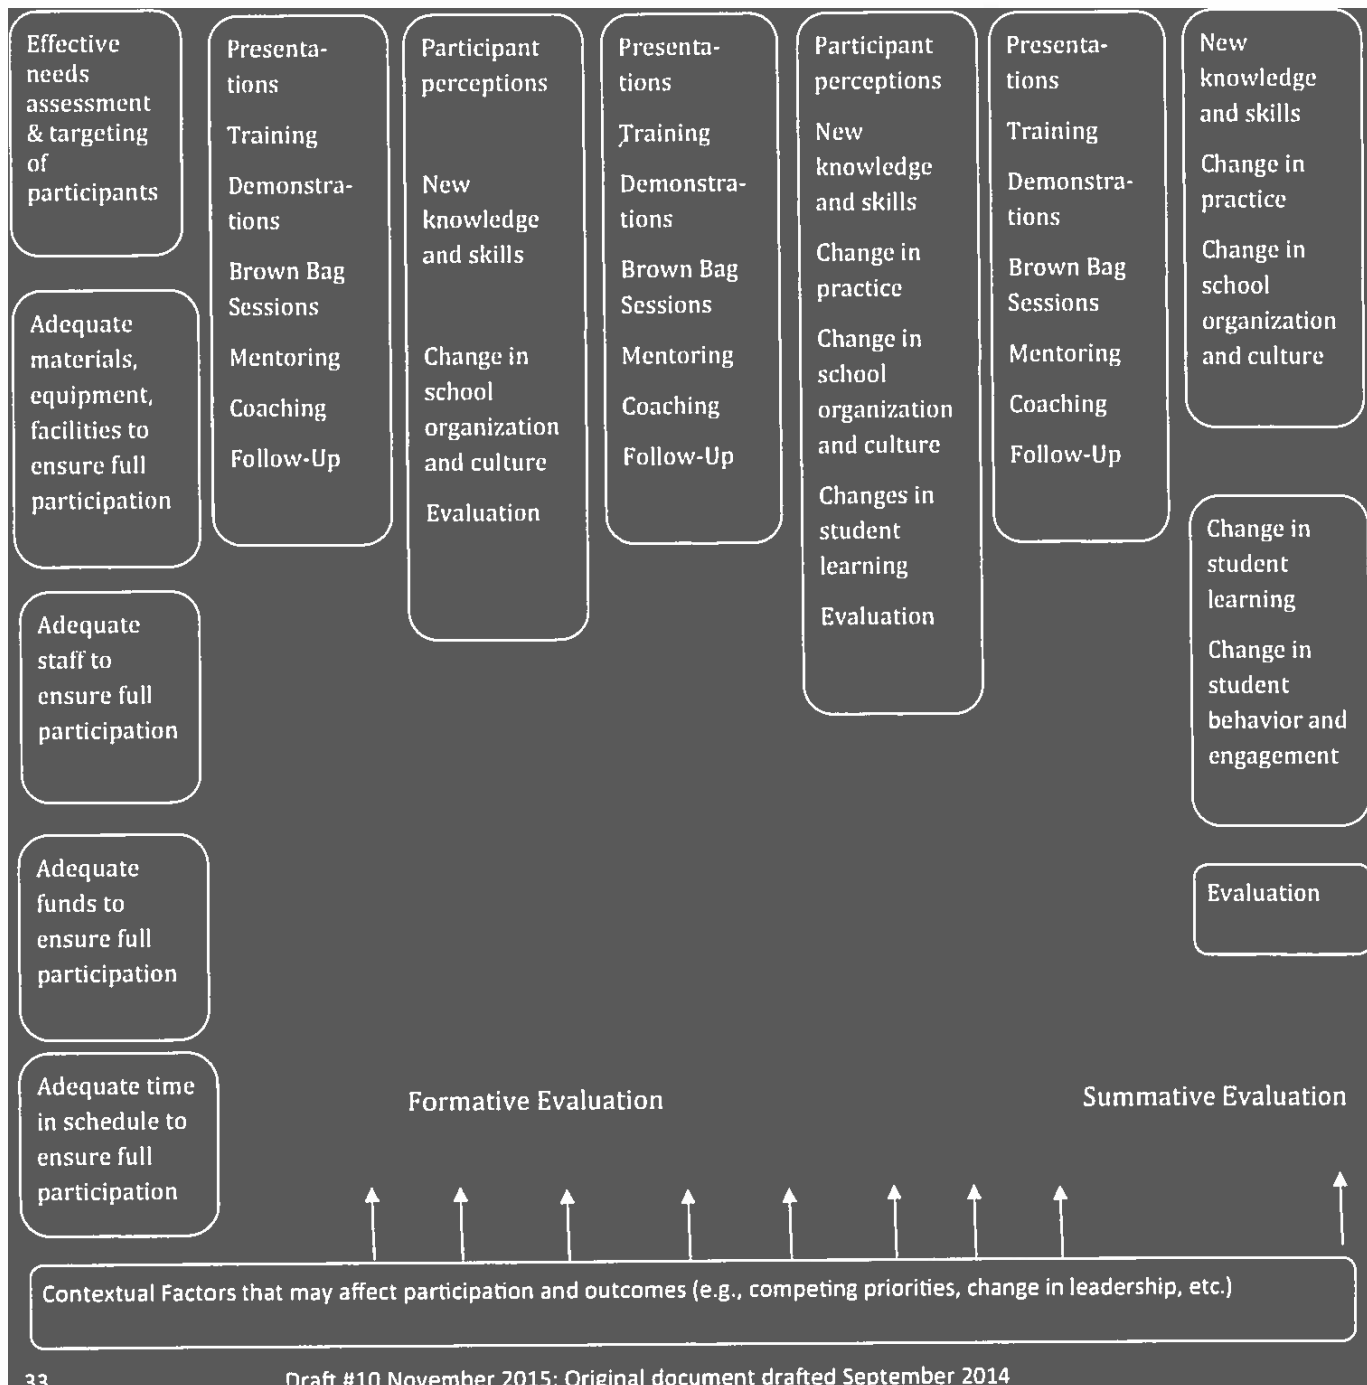 Effective
needs
assessment
& targeting
of
participants
Adequate
materials,
equipment,
facilities to
ensure full
participation
Adequate
staff to
ensure full
participation
Adequate
funds to
ensure full
participation
Adequate time
in schedule to
ensure full
participation
Presenta-
tions
Training
Demonstra-
tions
Brown Bag
Sessions
Mentoring
Coaching
Follow-Up
Participant
perceptions
New
knowledge
and skills
Change in
school
organization
and culture
Evaluation
Presenta-
tions
Training
Demonstra-
tions
Brown Bag
Sessions
Mentoring
Coaching
Follow-Up
Participant
perceptions
New
knowledge
and skills
Change in
practice
Change in
school
organization
and culture
Changes in
student
learning
Evaluation
Presenta-
tions
Training
Demonstra-
tions
Brown Bag
Sessions
Mentoring
Coaching
Follow-Up
New
knowledge
and skills
Change in
practice
Change in
school
organization
and culture
Change in
student
learning
Change in
student
behavior and
engagement
Evaluation
Formative Evaluation
Summative Evaluation
Contextual Factors that may affect participation and outcomes (e.g., competing priorities, change in leadership, etc.)
33
Draft #10 November 2015; Original document drafted September 2014